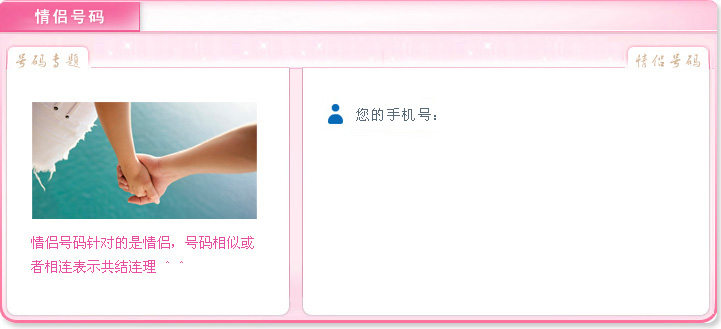 情侣号码
号码专题
情侣号码
您的手机号:
情侣号码针对的是情侣，号码相似或
者相连表示共结连理 ^ ^